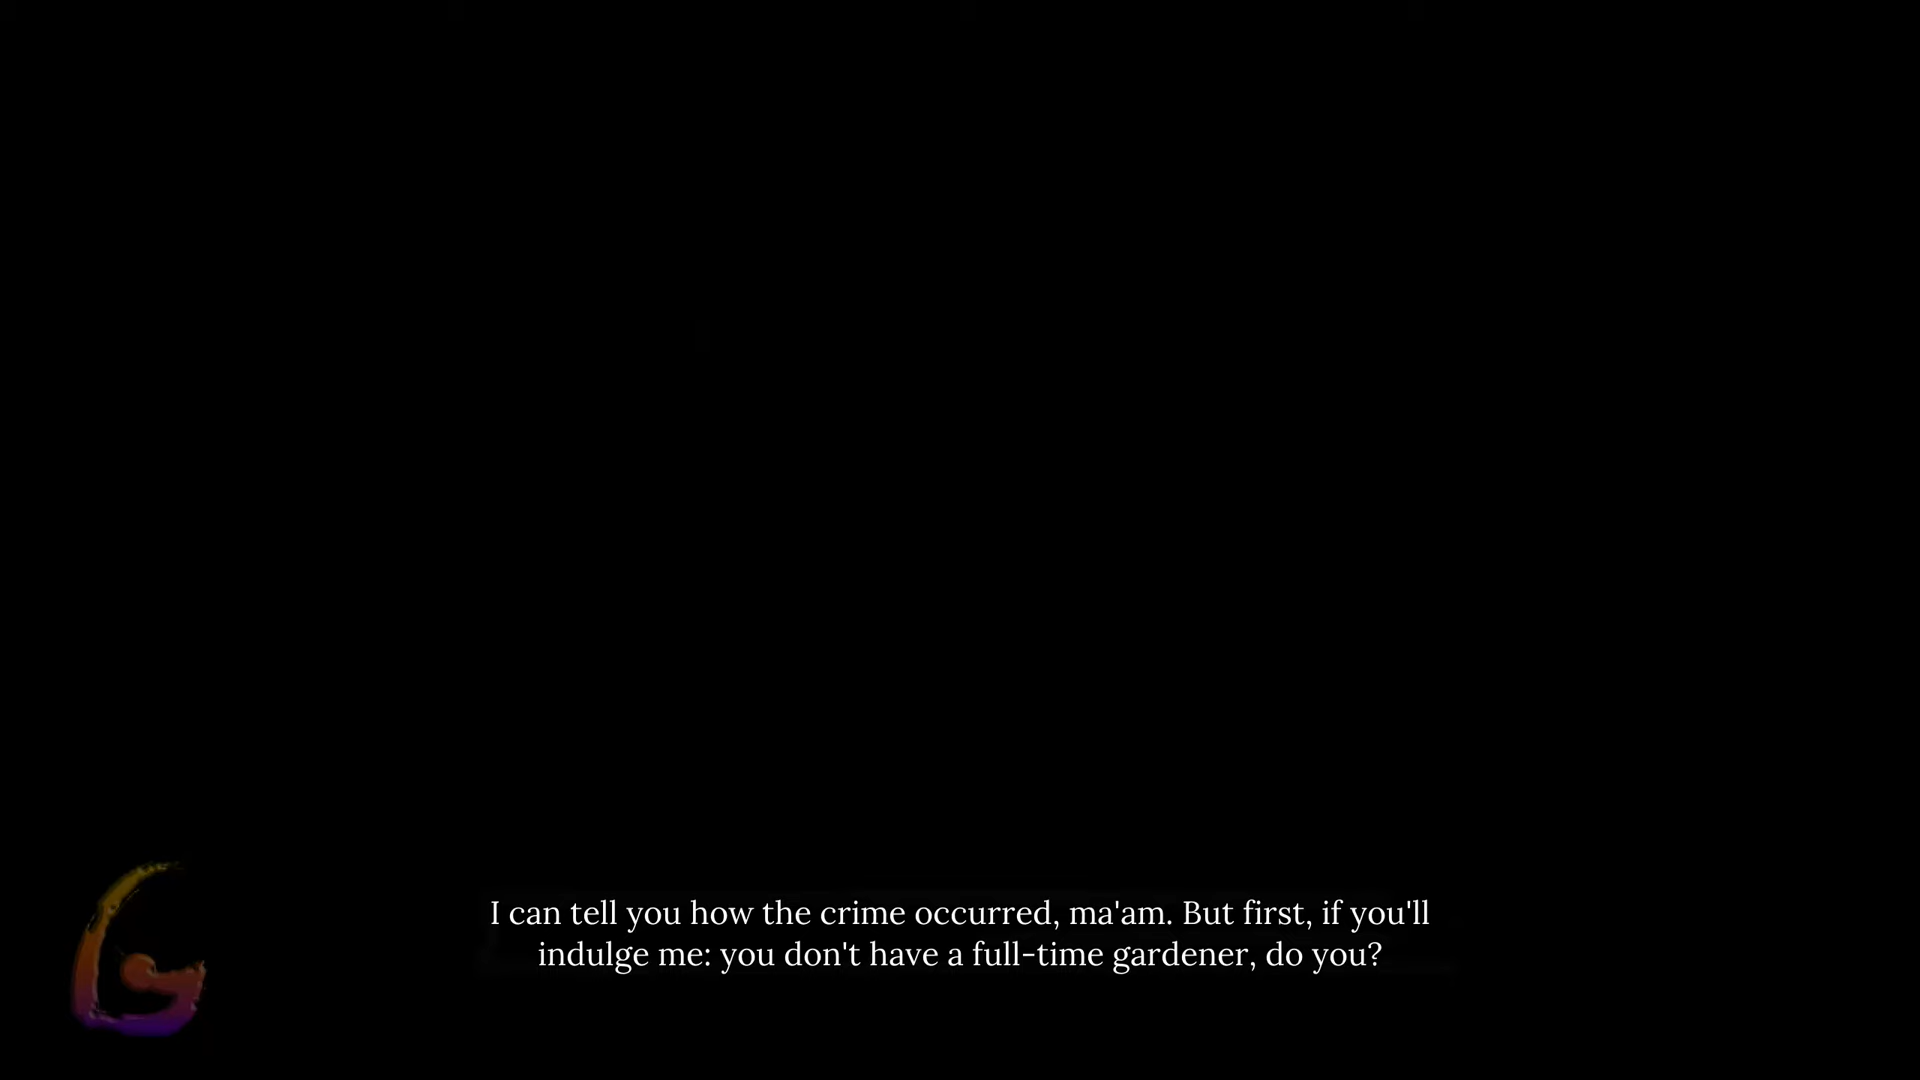 I can tell you how the crime occurred, ma'am. But first, if you'll
indulge me: you don't have a full-time gardener, do you?